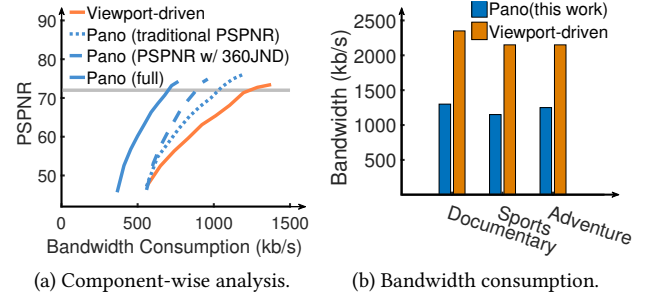 Viewport-driven
Pano (traditional PSPNR)
Pano (PSPNR w/ 360JND)
Pano (full)
PSPNR
90
80
70
60
50
0
500
1000
1500
Bandwidth Consumption (kb/s)
(a) Component-wise analysis.
Pano(this work)
Viewport-driven
Bandwidth (kb/s)
2500
2000
1500
1000
500
Documentary
Sports
Adventure
(b) Bandwidth consumption.